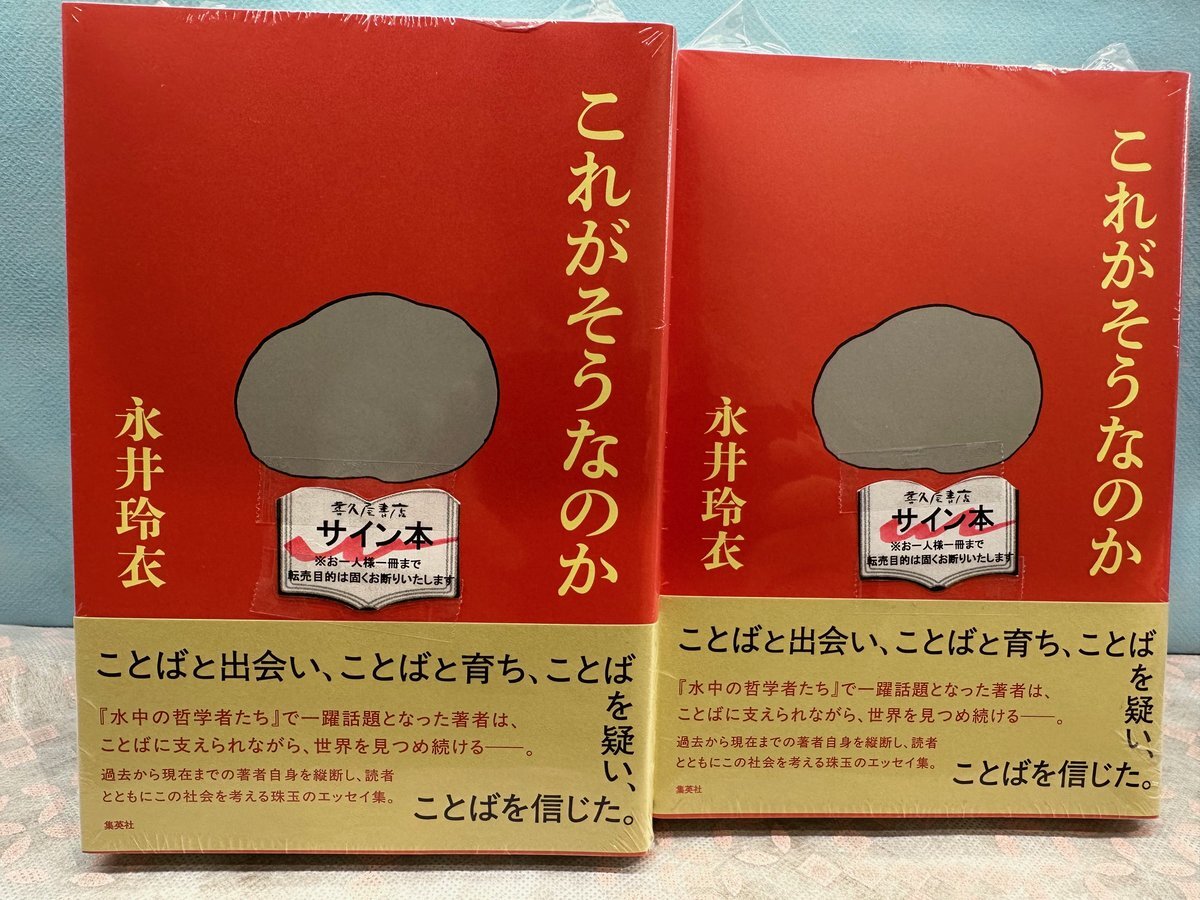 これがそうなのか
永井玲衣
喜久屋書店
サイン本
※お一人様一冊まで
転売目的は固くお断りいたします
ことばと出会い、ことばと育ち、ことばを疑い、ことばを信じた。
『水中の哲学者たち』で一躍話題となった著者は、
ことばに支えられながら、世界を見つめ続ける——。
過去から現在までの著者自身を縦断し、読者
とともにこの社会を考える珠玉のエッセイ集。
集英社
これがそうなのか
永井玲衣
喜久屋書店
サイン本
※お一人様一冊まで
転売目的は固くお断りいたします
ことばと出会い、ことばと育ち、ことばを疑い、ことばを信じた。
『水中の哲学者たち』で一躍話題となった著者は、
ことばに支えられながら、世界を見つめ続ける——。
過去から現在までの著者自身を縦断し、読者
とともにこの社会を考える珠玉のエッセイ集。
集英社